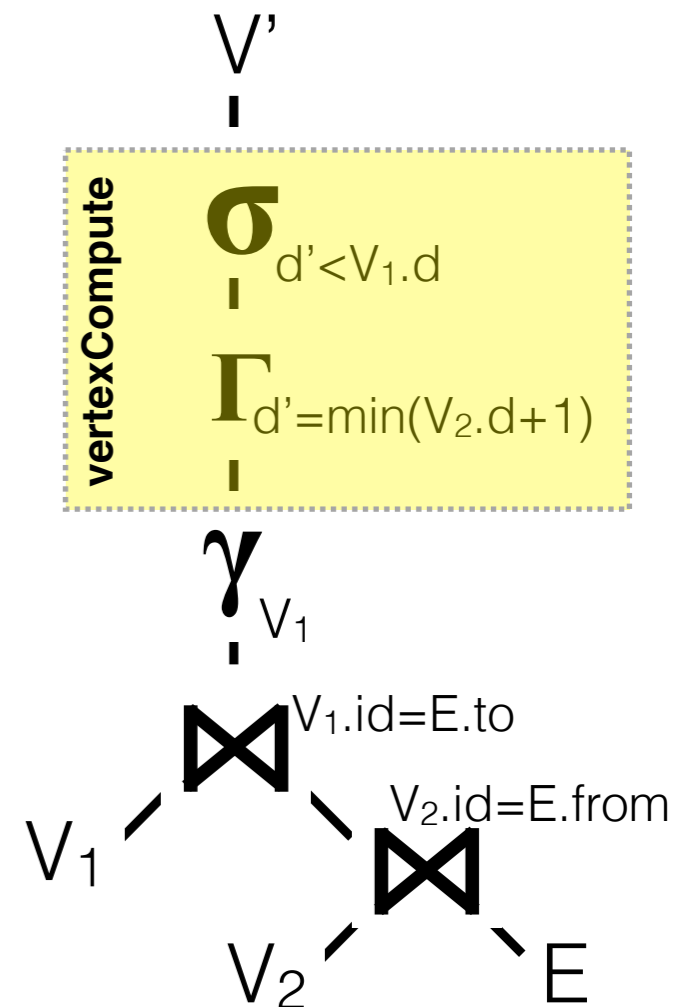 V’
vertexCompute
σ d’<V₁.d
Γ d’=min(V₂.d+1)
γ V₁
⋈ V₁.id=E.to
V₁
⋈ V₂.id=E.from
V₂
E